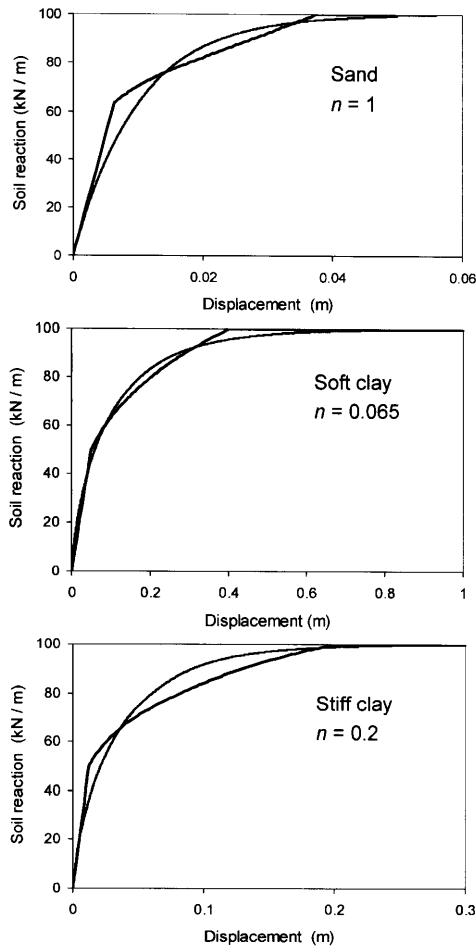 100
80
60
40
20
0
Soil reaction (kN / m)
Sand
n = 1
0
0.02
0.04
0.06
Displacement (m)
100
80
60
40
20
0
Soil reaction (kN / m)
Soft clay
n = 0.065
0
0.2
0.4
0.6
0.8
1
Displacement (m)
100
80
60
40
20
0
Soil reaction (kN / m)
Stiff clay
n = 0.2
0
0.1
0.2
0.3
Displacement (m)